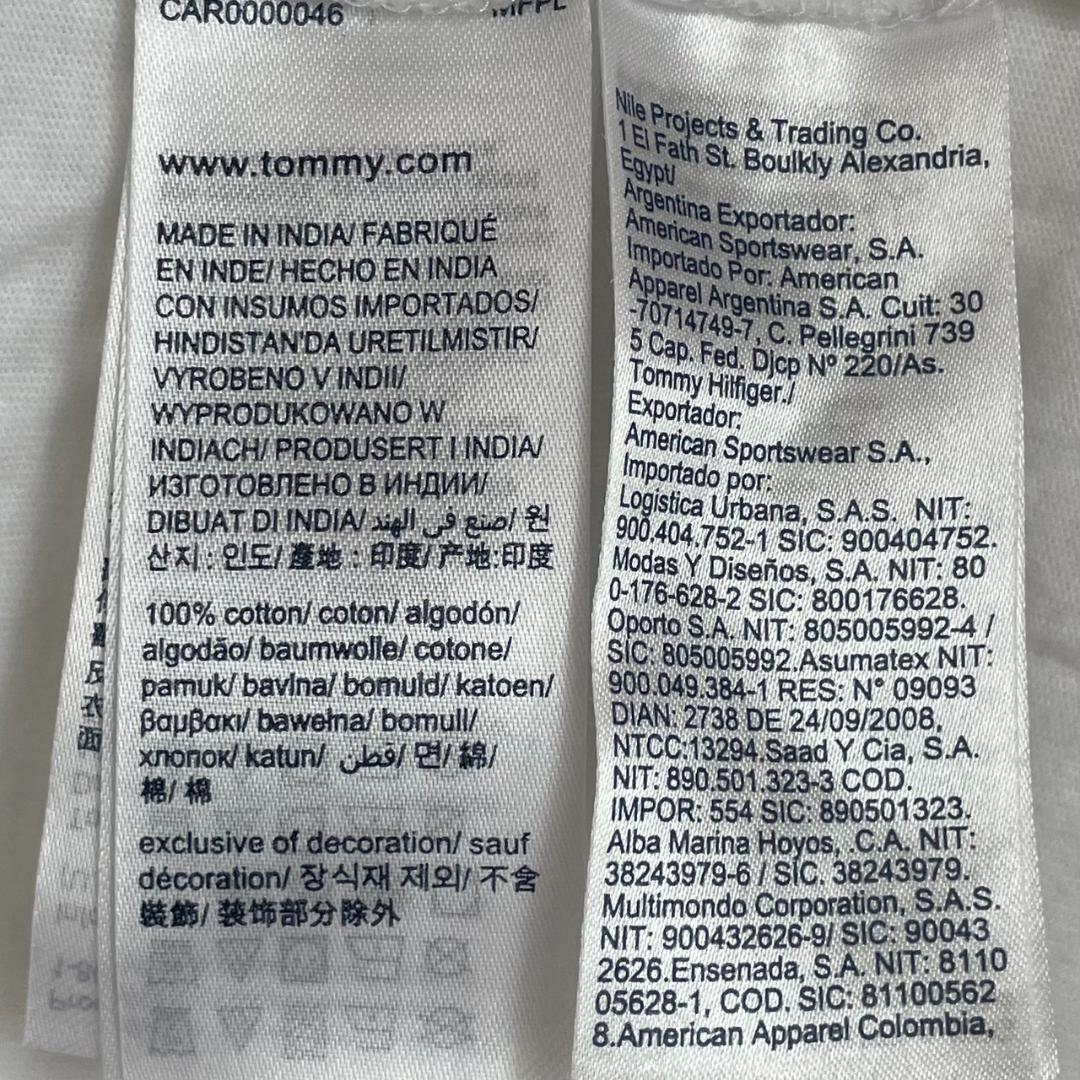 CAR0000046
www.tommy.com
MADE IN INDIA/ FABRIQUÉ
EN INDE/ HECHO EN INDIA
CON INSUMOS IMPORTADOS/
HINDISTAN'DA URETILMISTIR/
VYROBENO V INDII/
WYPRODUKOWANO W
INDIACH/ PRODUSERT I INDIA/
ИЗГОТОВЛЕНО В ИНДИИ/
DIBUAT DI INDIA/ صنع في الهند/ 원
산지 : 인도/ 產地 : 印度/ 产地:印度
100% cotton/ coton/ algodón/
algodão/ baumwolle/ cotone/
pamuk/ bavlna/ bomuld/ katoen/
βαμβακι/ bawełna/ bomull/
хлопок/ katun/ قطن/ 면/ 綿/
棉/ 棉
exclusive of decoration/ sauf
décoration/ 장식재 제외/ 不含
裝飾/ 装饰部分除外
Nile Projects & Trading Co.
1 El Fath St. Boulkly Alexandria,
Egypt/
Argentina Exportador:
American Sportswear, S.A.
Importado Por: American
Apparel Argentina S.A. Cuit: 30
-70714749-7, C. Pellegrini 739
5 Cap. Fed. Djcp Nº 220/As.
Tommy Hilfiger./
Exportador:
American Sportswear S.A.,
Importado por:
Logistica Urbana, S.A.S. NIT:
900.404.752-1 SIC: 900404752.
Modas Y Diseños, S.A. NIT: 80
0-176-628-2 SIC: 800176628.
Oporto S.A. NIT: 805005992-4 /
SIC: 805005992.Asumatex NIT:
900.049.384-1 RES: N° 09093
DIAN: 2738 DE 24/09/2008,
NTCC:13294.Saad Y Cia, S.A.
NIT: 890.501.323-3 COD.
IMPOR: 554 SIC: 890501323.
Alba Marina Hoyos, .C.A. NIT:
38243979-6 / SIC. 38243979.
Multimondo Corporation, S.A.S.
NIT: 900432626-9/ SIC: 90043
2626.Ensenada, S.A. NIT: 8110
05628-1, COD. SIC: 81100562
8.American Apparel Colombia,